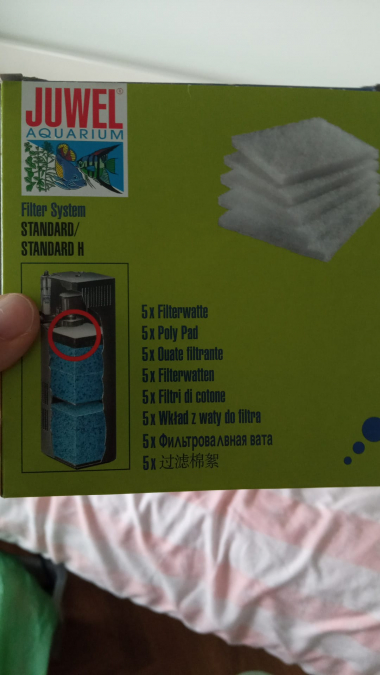 JUWEL®
AQUARIUM
Filter System
STANDARD/
STANDARD H
5x Filterwatte
5x Poly Pad
5x Ouate filtrante
5x Filterwatten
5x Filtri di cotone
5x Wkład z waty do filtra
5x Фильтровалвная вата
5x 过滤棉絮